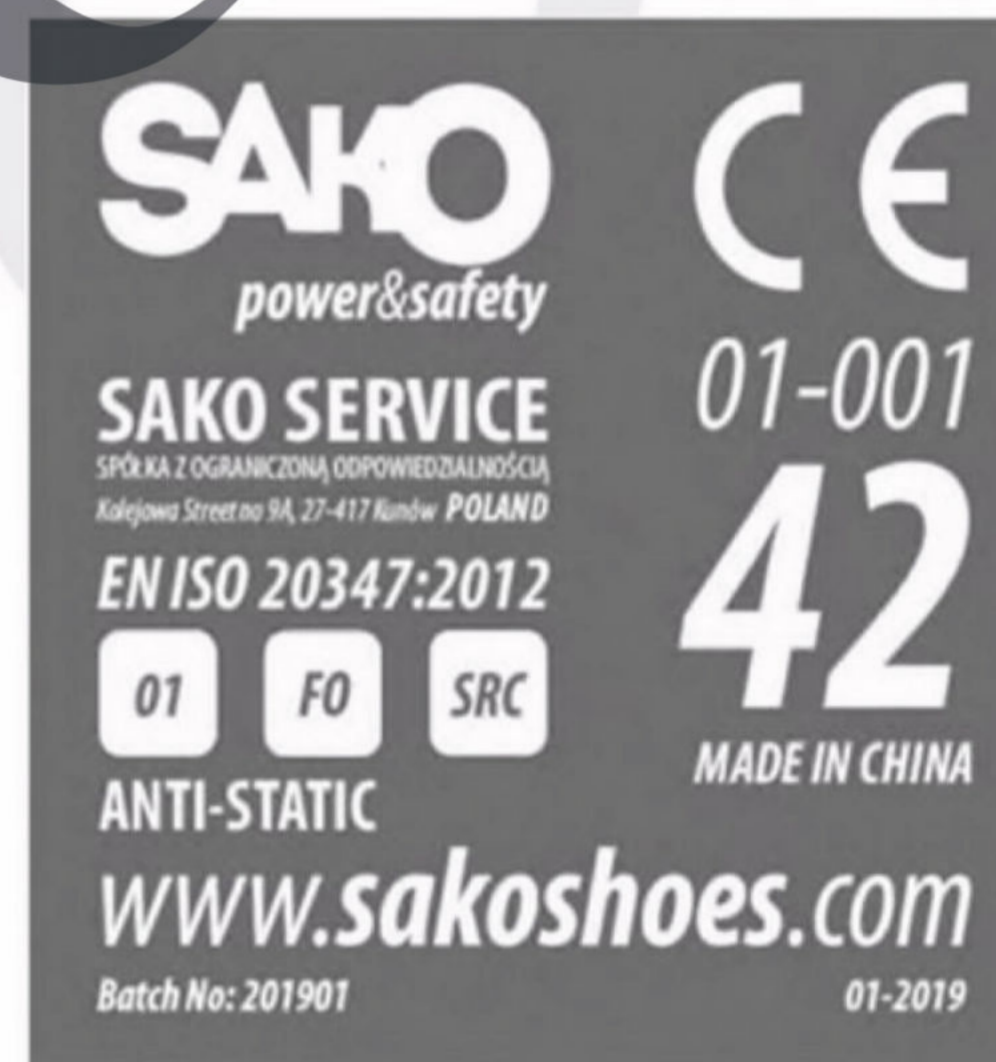 SAKO
power&safety
CE
01-001
42
MADE IN CHINA
SAKO SERVICE
SPÓŁKA Z OGRANICZONĄ ODPOWIEDZIALNOŚCIĄ
Kolejowa Street no 9A, 27-417 Kunów POLAND
EN ISO 20347:2012
01 FO SRC
ANTI-STATIC
www.sakoshoes.com
Batch No: 201901 01-2019